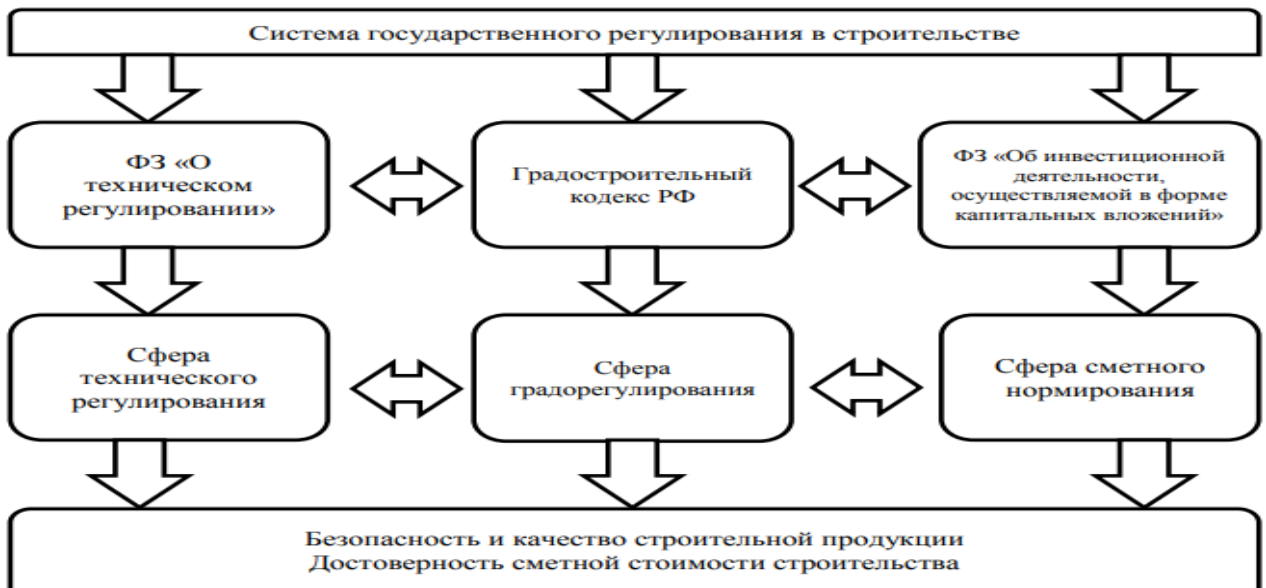 Система государственного регулирования в строительстве
ФЗ «О
техническом
регулировании»
Градостроительный
кодекс РФ
ФЗ «Об инвестиционной
деятельности,
осуществляемой в форме
капитальных вложений»
Сфера
технического
регулирования
Сфера
градорегулирования
Сфера сметного
нормирования
Безопасность и качество строительной продукции
Достоверность сметной стоимости строительства